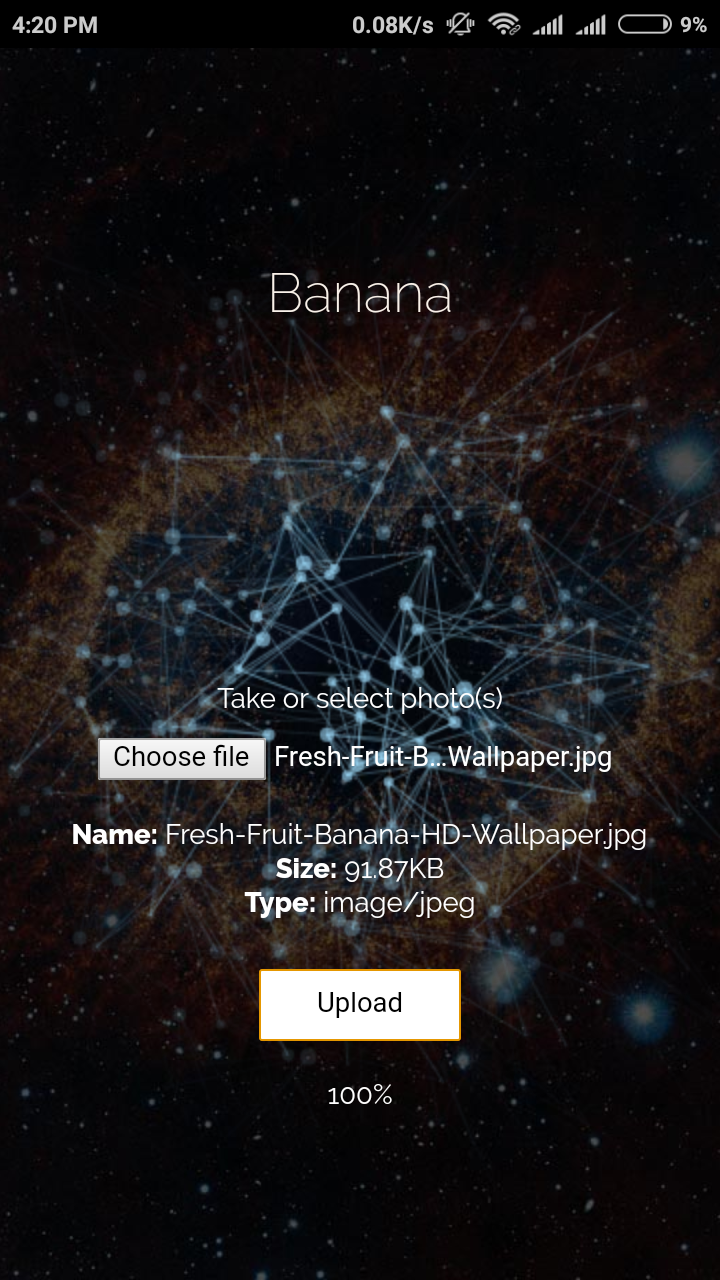 4:20 PM 0.08K/s 9%
Banana
Take or select photo(s)
Choose file Fresh-Fruit-B...Wallpaper.jpg
Name: Fresh-Fruit-Banana-HD-Wallpaper.jpg
Size: 91.87KB
Type: image/jpeg
Upload
100%